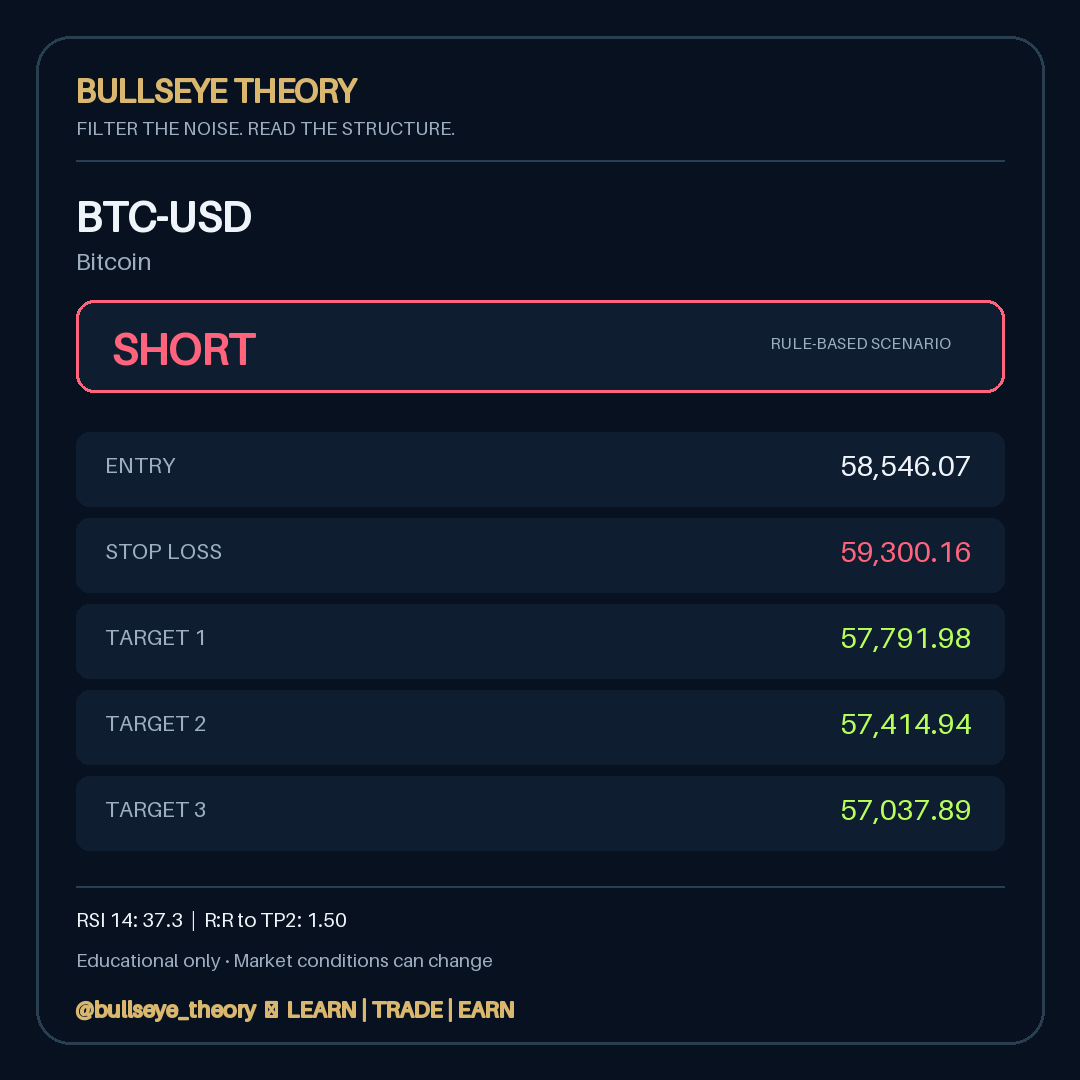 BULLSEYE THEORY
FILTER THE NOISE. READ THE STRUCTURE.
BTC-USD
Bitcoin
SHORT RULE-BASED SCENARIO
ENTRY 58,546.07
STOP LOSS 59,300.16
TARGET 1 57,791.98
TARGET 2 57,414.94
TARGET 3 57,037.89
RSI 14: 37.3 | R:R to TP2: 1.50
Educational only · Market conditions can change
@bullseye_theory LEARN | TRADE | EARN